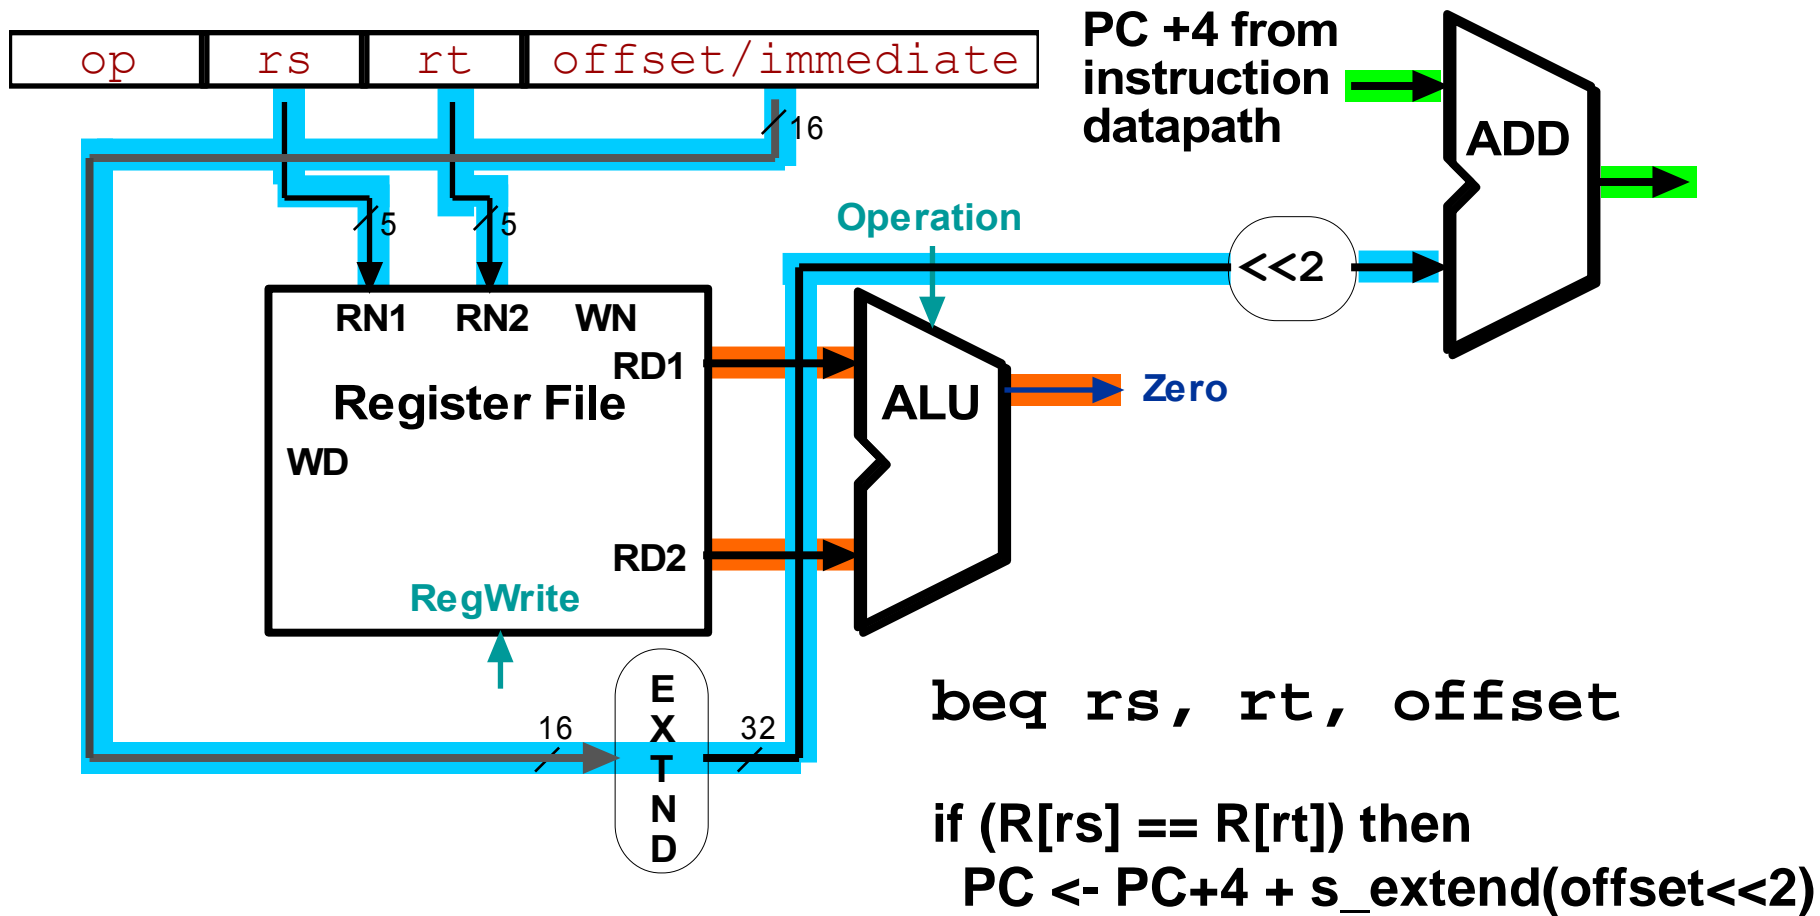 op rs rt offset/immediate
PC +4 from
instruction
datapath
ADD
16
5 5
Operation
<<2
RN1 RN2 WN
RD1
Register File
ALU
Zero
WD
RD2
RegWrite
E
X
T
N
D
16 32
beq rs, rt, offset
if (R[rs] == R[rt]) then
PC <- PC+4 + s_extend(offset<<2)